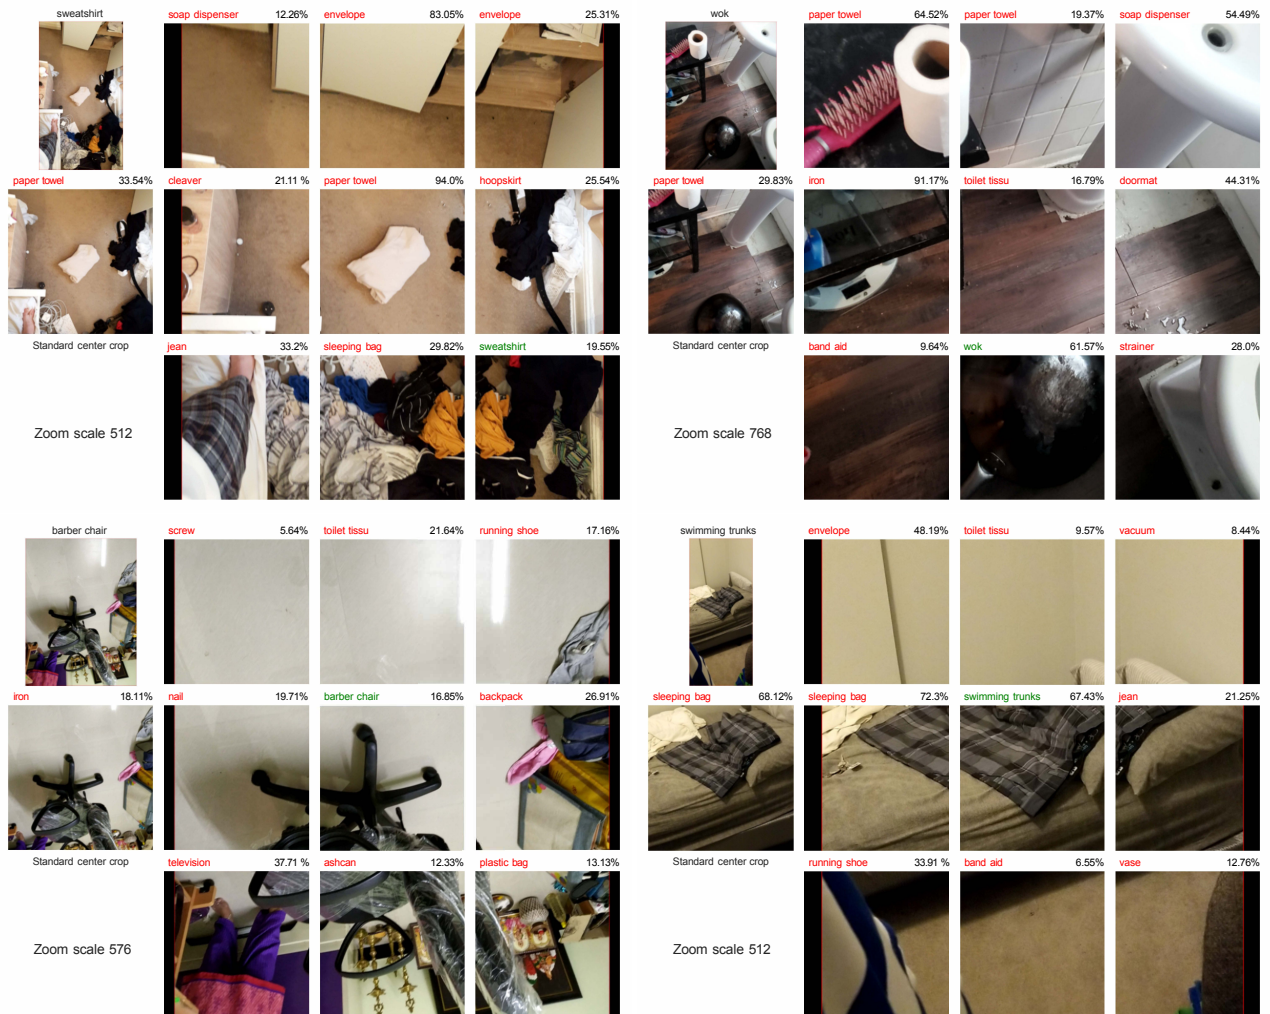 sweatshirt
soap dispenser 12.26%
envelope 83.05%
envelope 25.31%
paper towel 33.54%
cleaver 21.11 %
paper towel 94.0%
hoopskirt 25.54%
Standard center crop
jean 33.2%
sleeping bag 29.82%
sweatshirt 19.55%
Zoom scale 512
wok
paper towel 64.52%
paper towel 19.37%
soap dispenser 54.49%
paper towel 29.83%
iron 91.17%
toilet tissu 16.79%
doormat 44.31%
Standard center crop
band aid 9.64%
wok 61.57%
strainer 28.0%
Zoom scale 768
barber chair
screw 5.64%
toilet tissu 21.64%
running shoe 17.16%
iron 18.11%
nail 19.71%
barber chair 16.85%
backpack 26.91%
Standard center crop
television 37.71 %
ashcan 12.33%
plastic bag 13.13%
Zoom scale 576
swimming trunks
envelope 48.19%
toilet tissu 9.57%
vacuum 8.44%
sleeping bag 68.12%
sleeping bag 72.3%
swimming trunks 67.43%
jean 21.25%
Standard center crop
running shoe 33.91 %
band aid 6.55%
vase 12.76%
Zoom scale 512